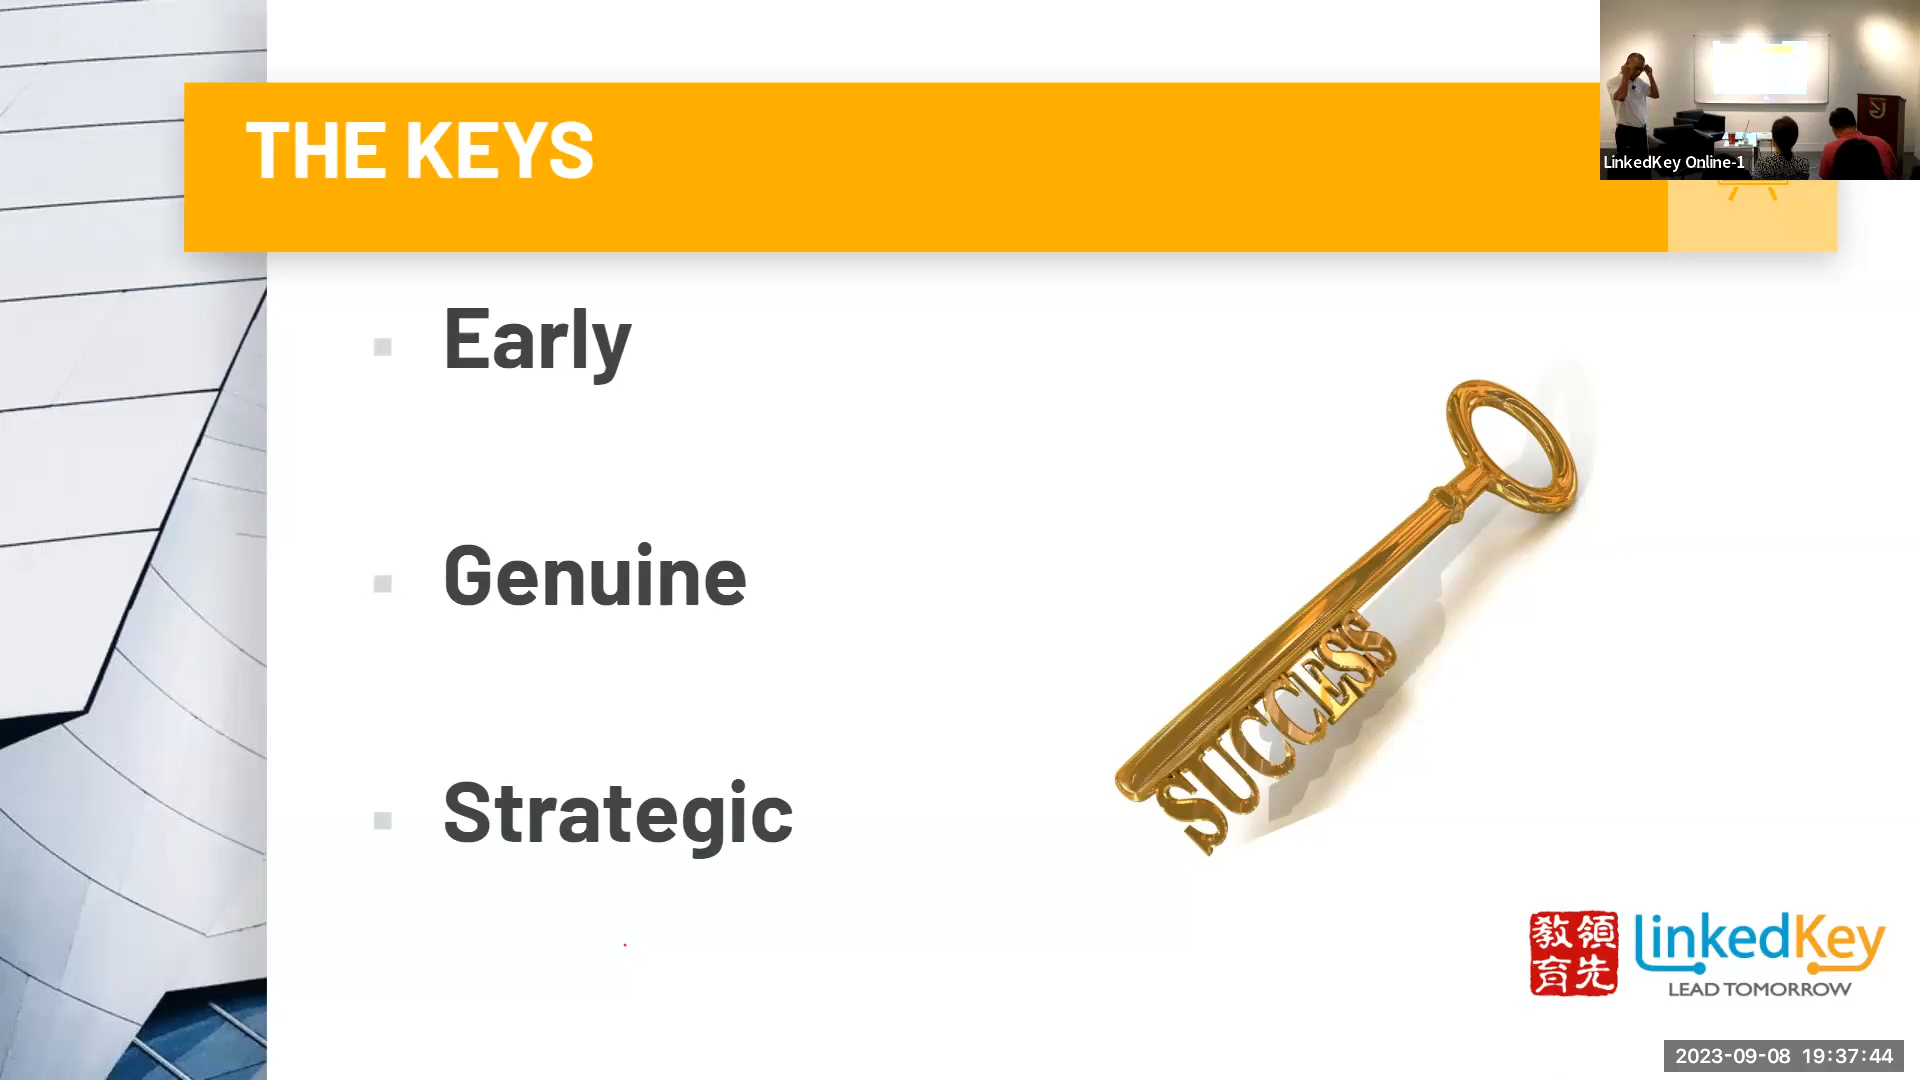 THE KEYS
LinkedKey Online-1
Early
Genuine
Strategic
SUCCESS
教領
育先
LinkedKey
LEAD TOMORROW
2023-09-08 19:37:44